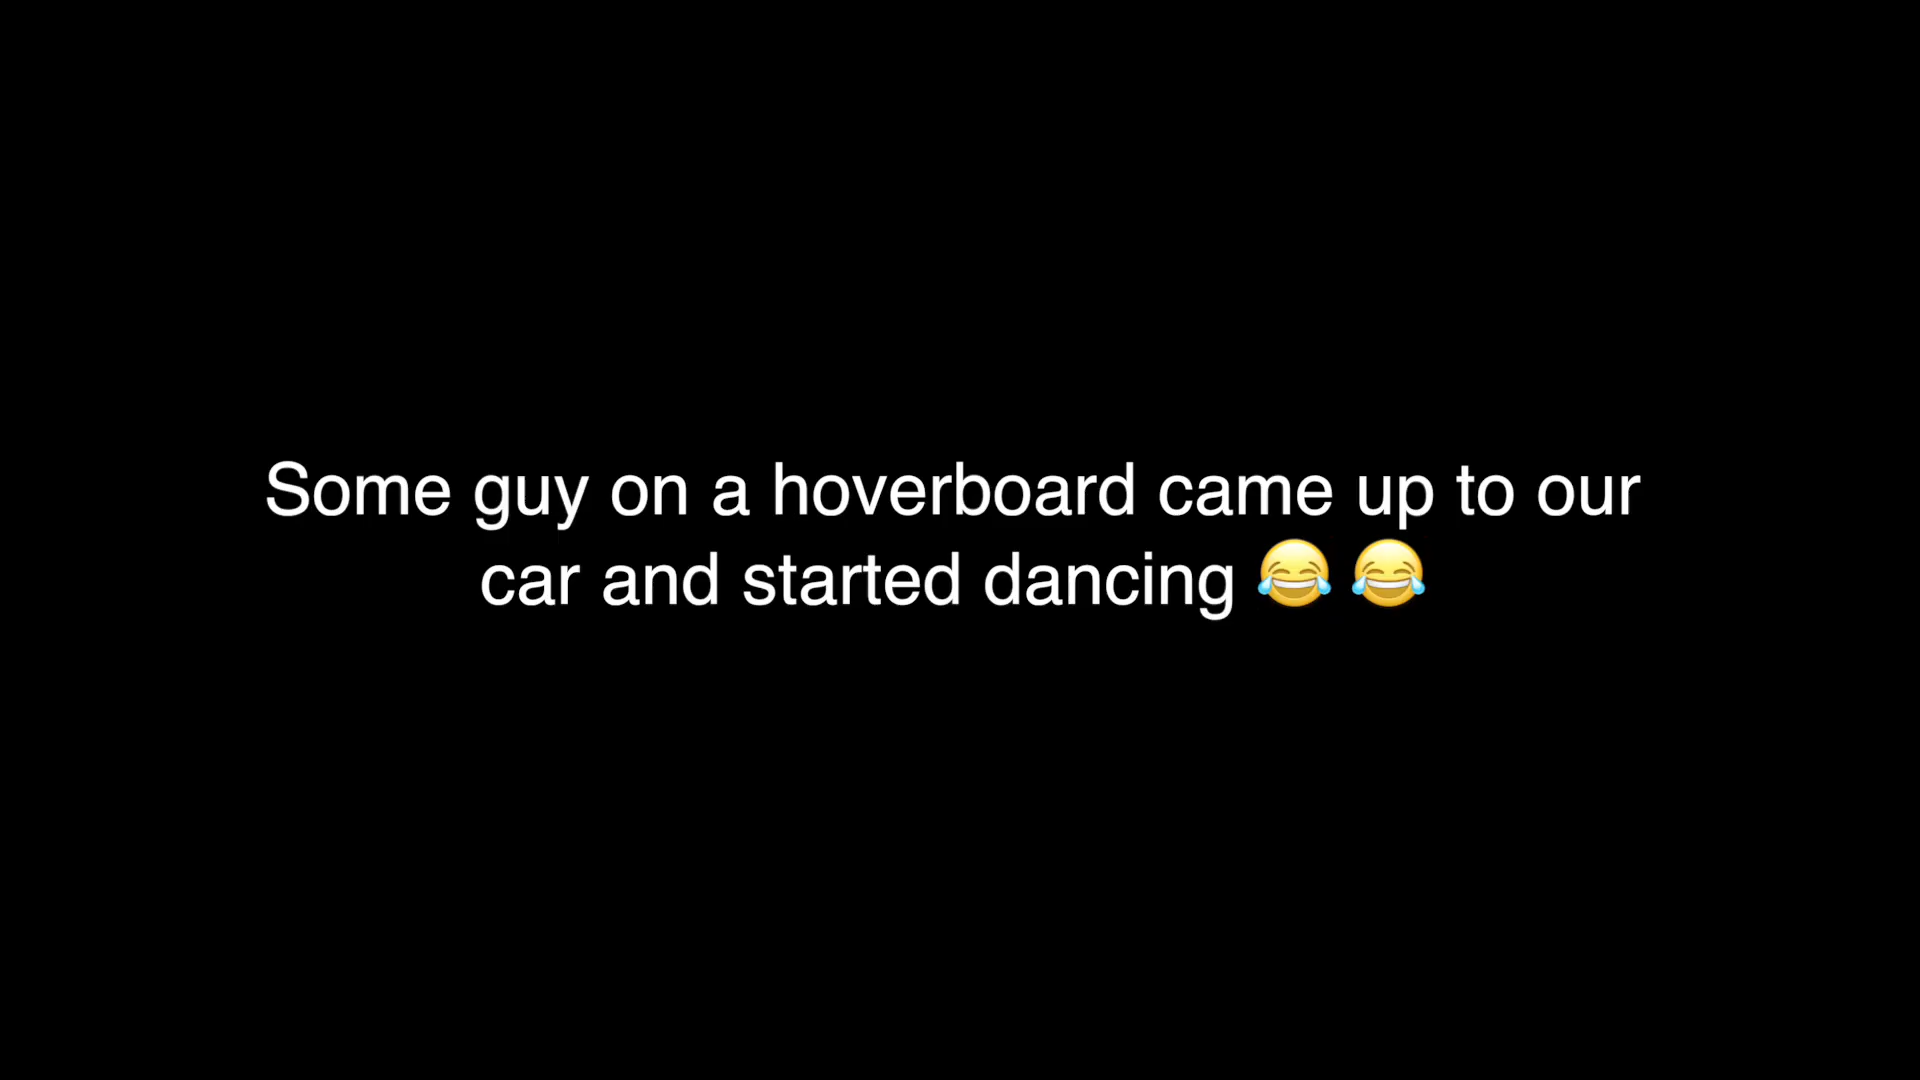 Some guy on a hoverboard came up to our
car and started dancing 😂 😂